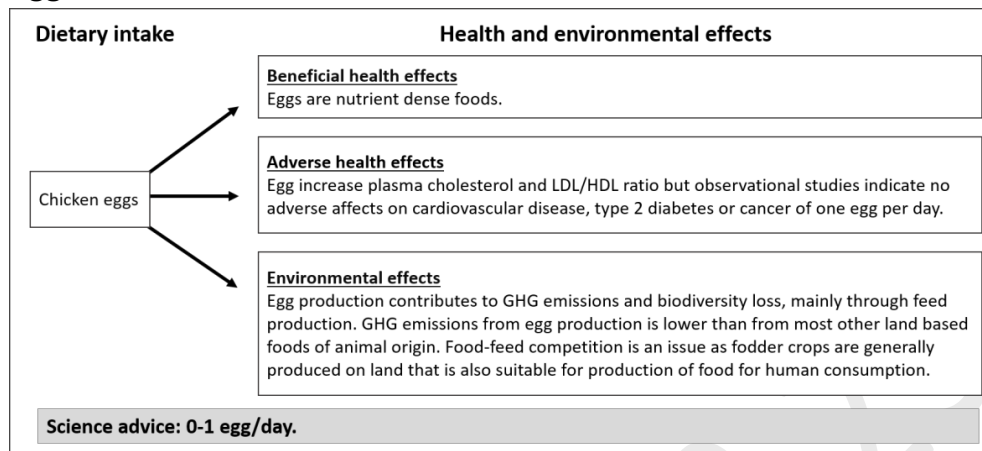 Dietary intake
Health and environmental effects
Beneficial health effects
Eggs are nutrient dense foods.
Chicken eggs
Adverse health effects
Egg increase plasma cholesterol and LDL/HDL ratio but observational studies indicate no
adverse affects on cardiovascular disease, type 2 diabetes or cancer of one egg per day.
Environmental effects
Egg production contributes to GHG emissions and biodiversity loss, mainly through feed
production. GHG emissions from egg production is lower than from most other land based
foods of animal origin. Food-feed competition is an issue as fodder crops are generally
produced on land that is also suitable for production of food for human consumption.
Science advice: 0-1 egg/day.